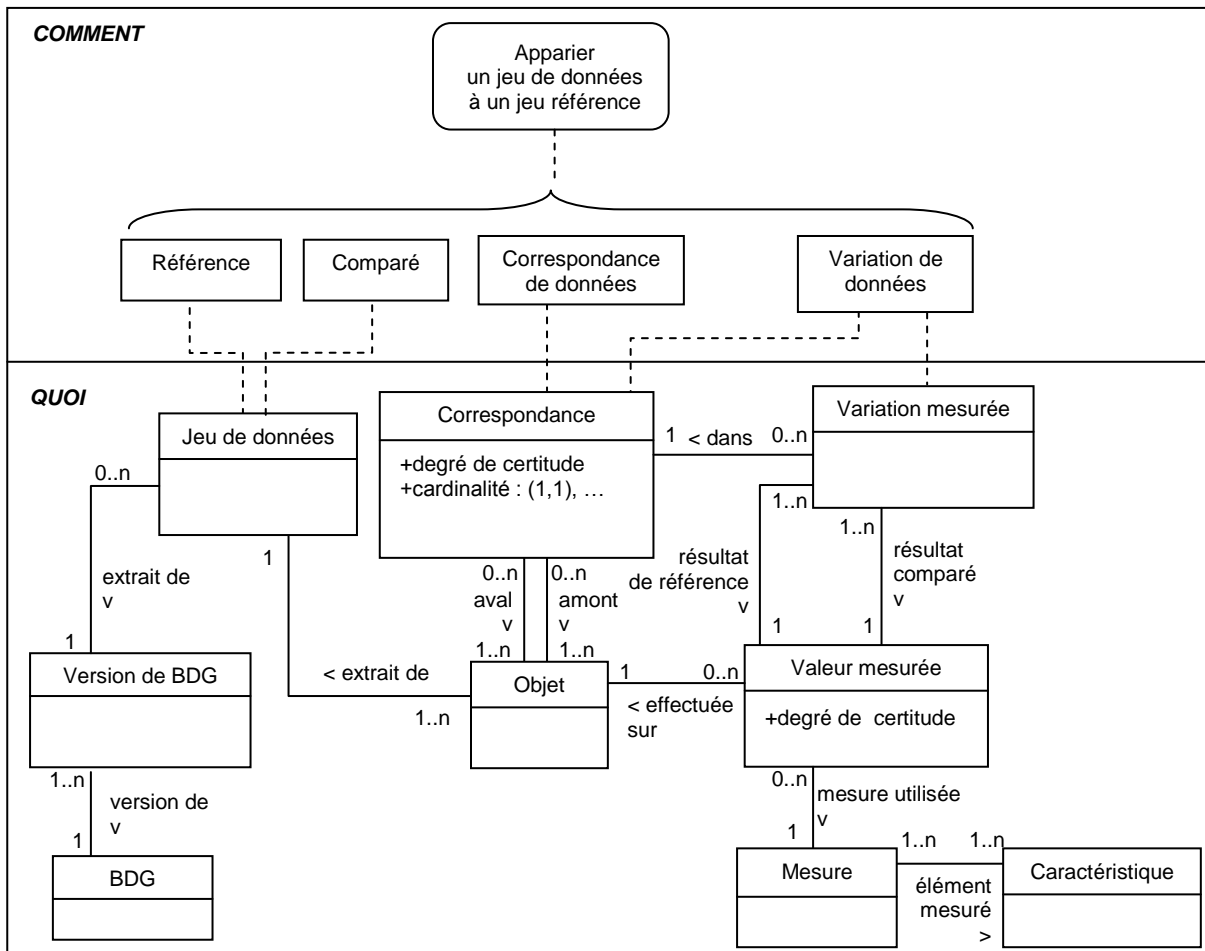 COMMENT
Apparier
un jeu de données
à un jeu référence
Référence
Comparé
Correspondance
de données
Variation de
données
QUOI
Jeu de données
Correspondance
+degré de certitude
+cardinalité : (1,1), …
Variation mesurée
1
< dans
0..n
0..n
1
extrait de
v
1
0..n
aval
v
1..n
0..n
amont
v
1..n
1..n
résultat
de référence
v
1
1..n
résultat
comparé
v
1
Version de BDG
< extrait de
1..n
Objet
1
0..n
< effectuée
sur
Valeur mesurée
+degré de certitude
1..n
version de
v
1
BDG
0..n
mesure utilisée
v
1
Mesure
1..n
1..n
élément
mesuré
>
Caractéristique